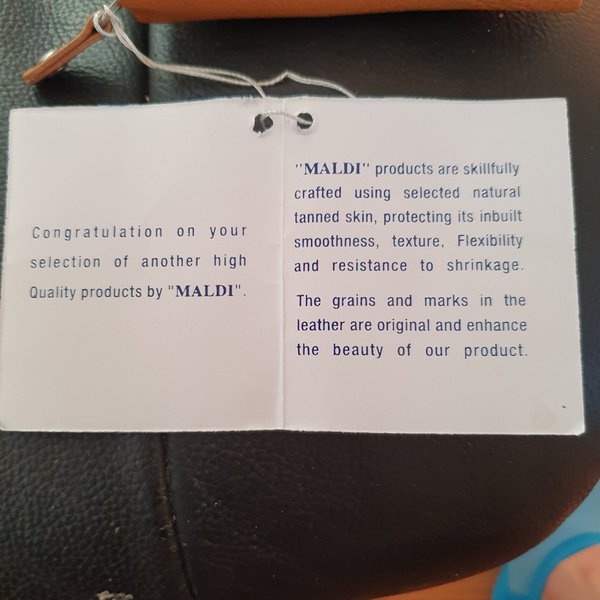 Congratulation on your
selection of another high
Quality products by "MALDI".
"MALDI" products are skillfully
crafted using selected natural
tanned skin, protecting its inbuilt
smoothness, texture, Flexibility
and resistance to shrinkage.
The grains and marks in the
leather are original and enhance
the beauty of our product.